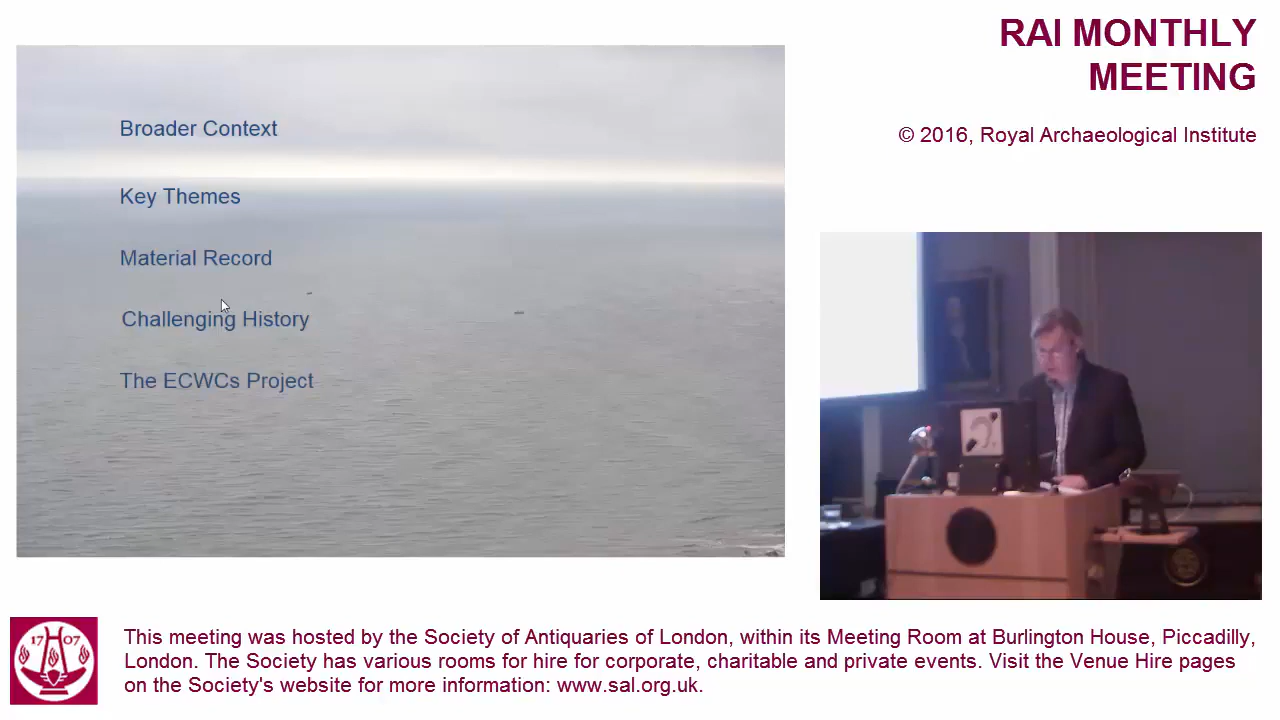 RAI MONTHLY
MEETING
© 2016, Royal Archaeological Institute
Broader Context
Key Themes
Material Record
Challenging History
The ECWCs Project
1707
This meeting was hosted by the Society of Antiquaries of London, within its Meeting Room at Burlington House, Piccadilly,
London. The Society has various rooms for hire for corporate, charitable and private events. Visit the Venue Hire pages
on the Society's website for more information: www.sal.org.uk.